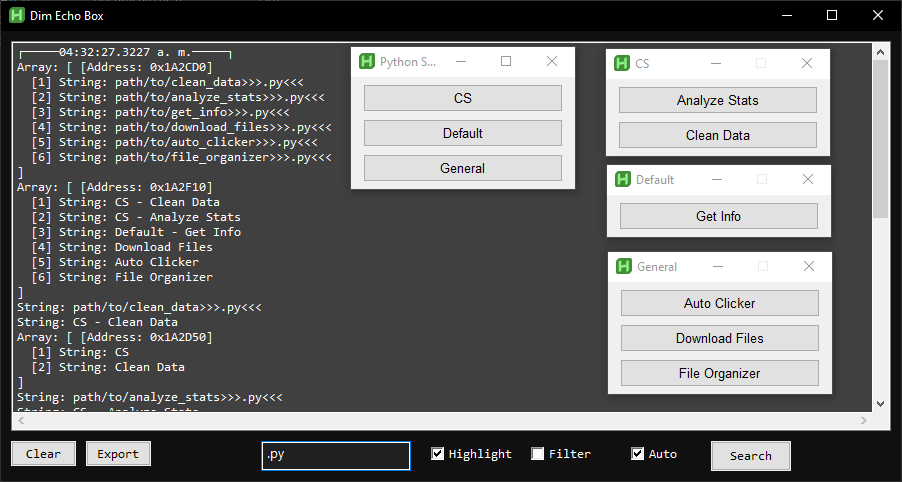 Dim Echo Box
04:32:27.3227 a. m.
Array: [ [Address: 0x1A2CD0]
[1] String: path/to/clean_data>>>.py<<<
[2] String: path/to/analyze_stats>>>.py<<<
[3] String: path/to/get_info>>>.py<<<
[4] String: path/to/download_files>>>.py<<<
[5] String: path/to/auto_clicker>>>.py<<<
[6] String: path/to/file_organizer>>>.py<<<
]
Array: [ [Address: 0x1A2F10]
[1] String: CS - Clean Data
[2] String: CS - Analyze Stats
[3] String: Default - Get Info
[4] String: Download Files
[5] String: Auto Clicker
[6] String: File Organizer
]
String: path/to/clean_data>>>.py<<<
String: CS - Clean Data
Array: [ [Address: 0x1A2D50]
[1] String: CS
[2] String: Clean Data
]
String: path/to/analyze_stats>>>.py<<<
String: CS - Analyze Stats
Python S...
CS
Default
General
CS
Analyze Stats
Clean Data
Default
Get Info
General
Auto Clicker
Download Files
File Organizer
Clear
Export
.py
Highlight
Filter
Auto
Search